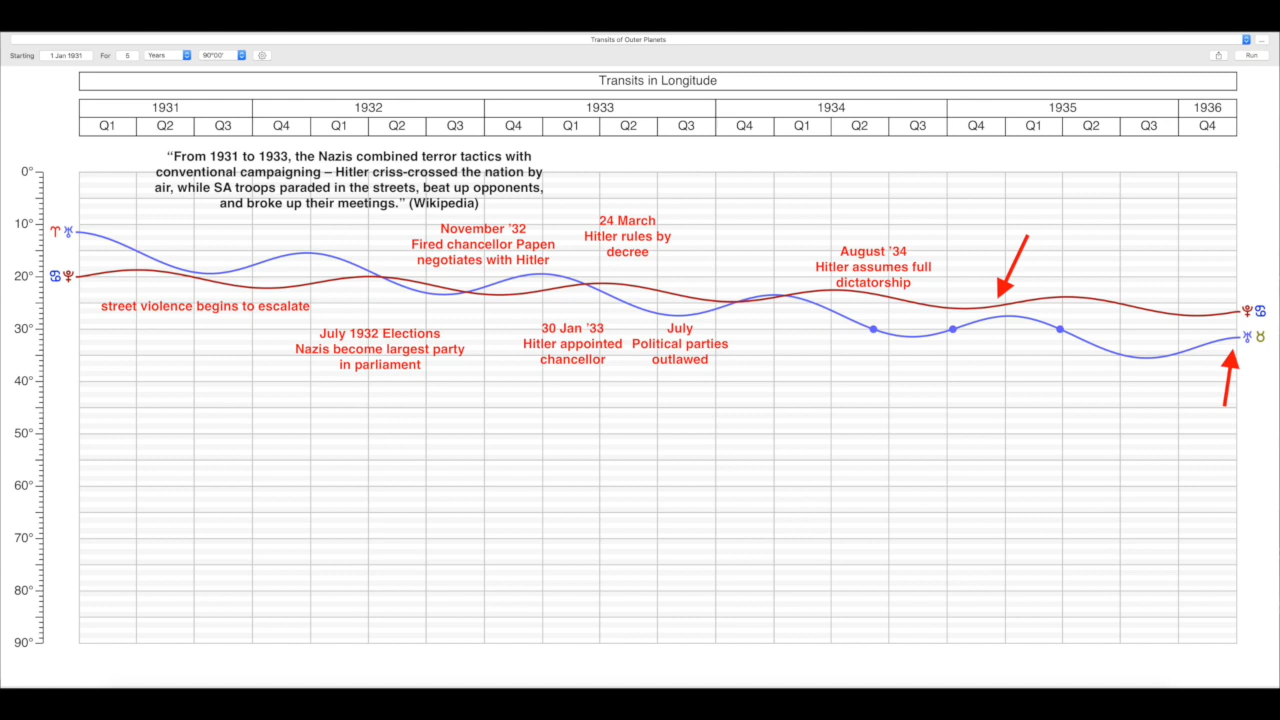 Transits of Outer Planets
...
Starting 1 Jan 1931 For 5 Years 90°00' Run
Transits in Longitude
1931 1932 1933 1934 1935 1936
Q1 Q2 Q3 Q4 Q1 Q2 Q3 Q4 Q1 Q2 Q3 Q4 Q1 Q2 Q3 Q4 Q1 Q2 Q3 Q4
“From 1931 to 1933, the Nazis combined terror tactics with
conventional campaigning – Hitler criss-crossed the nation by
air, while SA troops paraded in the streets, beat up opponents,
and broke up their meetings.” (Wikipedia)
0°
10°
20°
30°
40°
50°
60°
70°
80°
90°
♈♅
♋♇
street violence begins to escalate
July 1932 Elections
Nazis become largest party
in parliament
November ’32
Fired chancellor Papen
negotiates with Hitler
30 Jan ’33
Hitler appointed
chancellor
24 March
Hitler rules by
decree
July
Political parties
outlawed
August ’34
Hitler assumes full
dictatorship
♇♋
♅♉